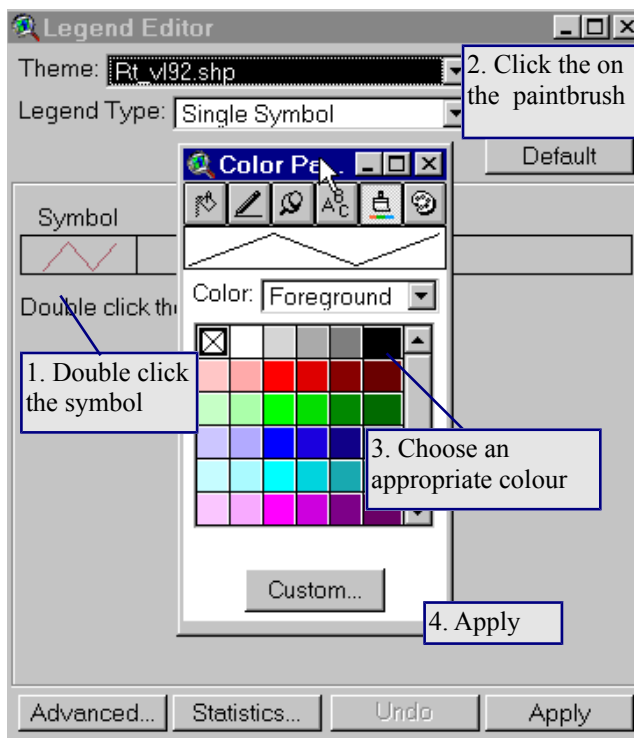 Legend Editor
Theme: Rt_vl92.shp
2. Click the on
the paintbrush
Legend Type: Single Symbol
Default
Color Pa...
ABC
Symbol
Color: Foreground
Double click the
1. Double click
the symbol
3. Choose an
appropriate colour
Custom...
4. Apply
Advanced...
Statistics...
Undo
Apply